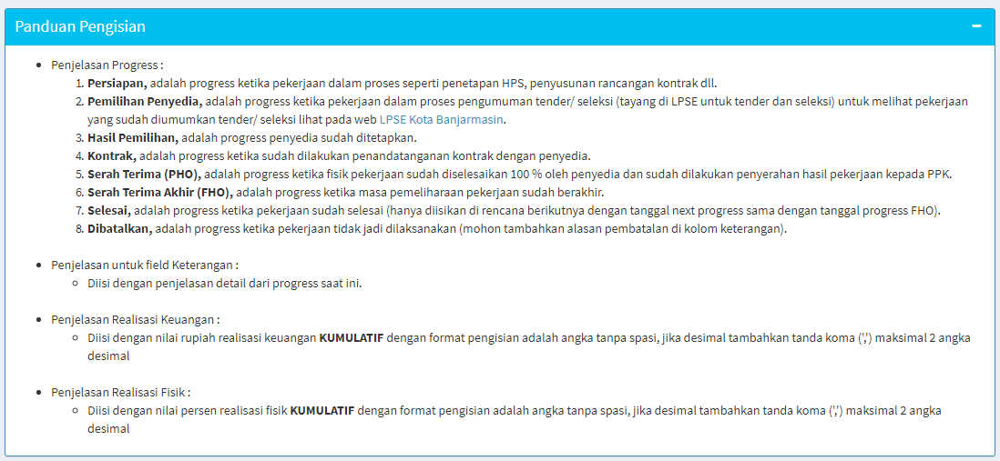 Panduan Pengisian
Penjelasan Progress :
1. Persiapan, adalah progress ketika pekerjaan dalam proses seperti penetapan HPS, penyusunan rancangan kontrak dll.
2. Pemilihan Penyedia, adalah progress ketika pekerjaan dalam proses pengumuman tender/ seleksi (tayang di LPSE untuk tender dan seleksi) untuk melihat pekerjaan
yang sudah diumumkan tender/ seleksi lihat pada web LPSE Kota Banjarmasin.
3. Hasil Pemilihan, adalah progress penyedia sudah ditetapkan.
4. Kontrak, adalah progress ketika sudah dilakukan penandatanganan kontrak dengan penyedia.
5. Serah Terima (PHO), adalah progress ketika fisik pekerjaan sudah diselesaikan 100 % oleh penyedia dan sudah dilakukan penyerahan hasil pekerjaan kepada PPK.
6. Serah Terima Akhir (FHO), adalah progress ketika masa pemeliharaan pekerjaan sudah berakhir.
7. Selesai, adalah progress ketika pekerjaan sudah selesai (hanya diisikan di rencana berikutnya dengan tanggal next progress sama dengan tanggal progress FHO).
8. Dibatalkan, adalah progress ketika pekerjaan tidak jadi dilaksanakan (mohon tambahkan alasan pembatalan di kolom keterangan).
Penjelasan untuk field Keterangan :
Diisi dengan penjelasan detail dari progress saat ini.
Penjelasan Realisasi Keuangan :
Diisi dengan nilai rupiah realisasi keuangan KUMULATIF dengan format pengisian adalah angka tanpa spasi, jika desimal tambahkan tanda koma (',') maksimal 2 angka
desimal
Penjelasan Realisasi Fisik :
Diisi dengan nilai persen realisasi fisik KUMULATIF dengan format pengisian adalah angka tanpa spasi, jika desimal tambahkan tanda koma (',') maksimal 2 angka
desimal